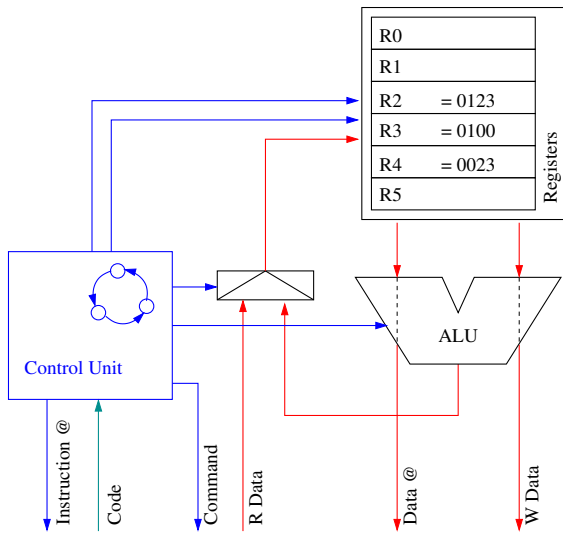 R0
R1
R2 = 0123
R3 = 0100
R4 = 0023
R5
Registers
ALU
Control Unit
Instruction @
Code
Command
R Data
Data @
W Data